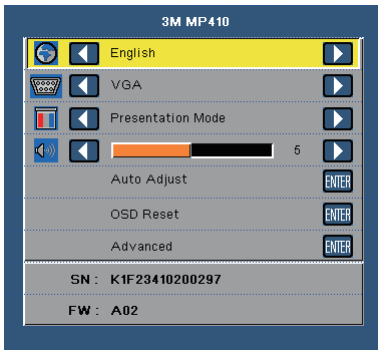 3M MP410
English
VGA
Presentation Mode
5
Auto Adjust ENTER
OSD Reset ENTER
Advanced ENTER
SN : K1F23410200297
FW : A02